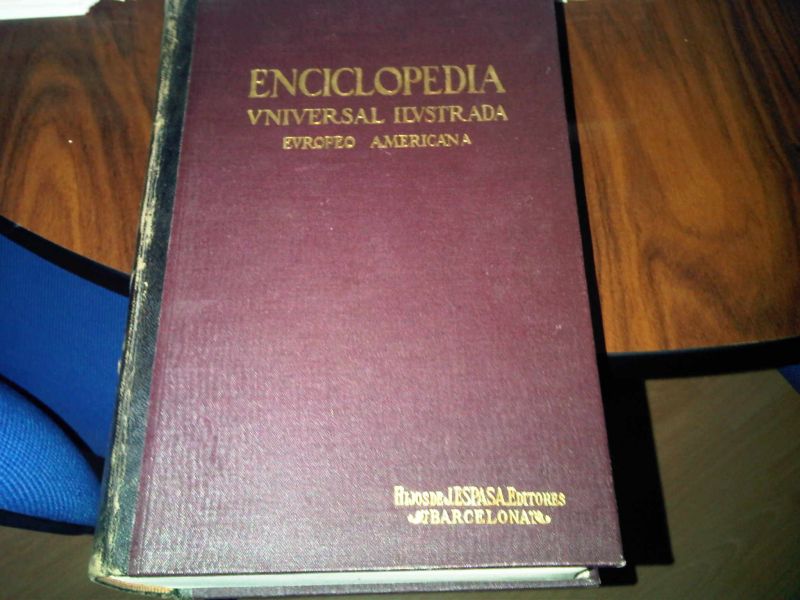 ENCICLOPEDIA
VNIVERSAL ILVSTRADA
EVROPEO AMERICANA
HIJOS DE J. ESPASA, EDITORES
BARCELONA